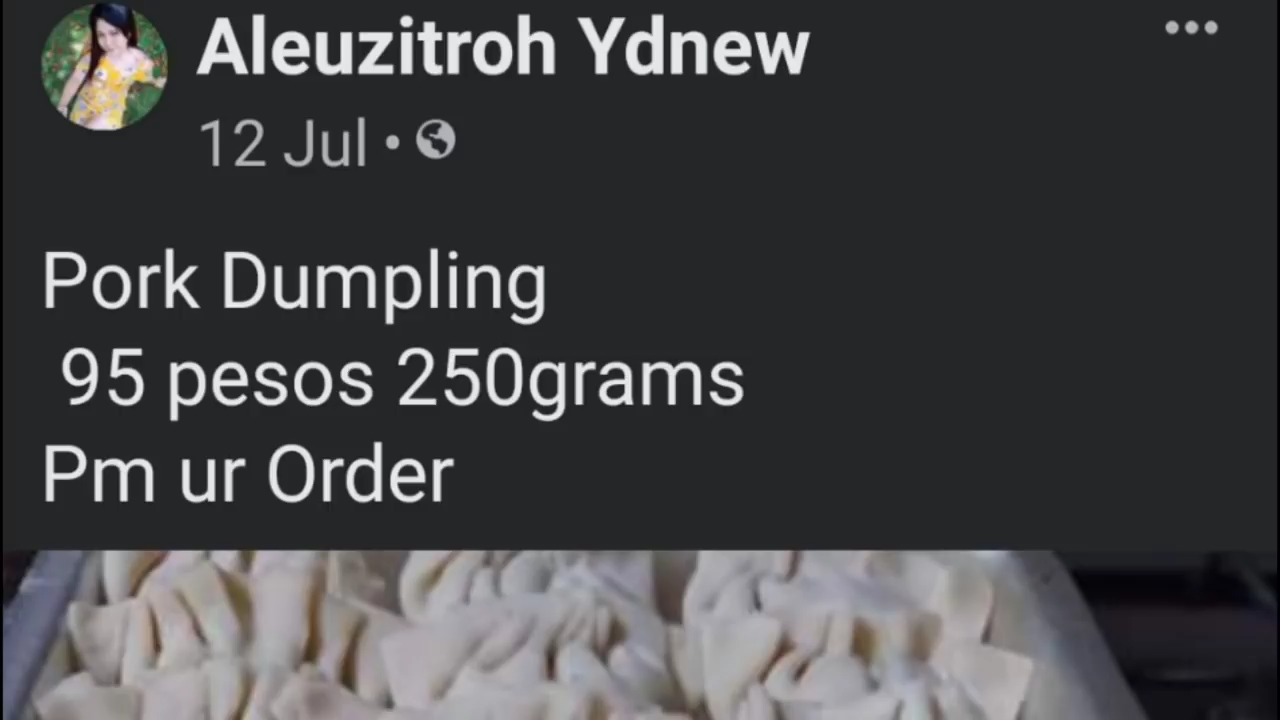 Aleuzitroh Ydnew
12 Jul •
Pork Dumpling
95 pesos 250grams
Pm ur Order